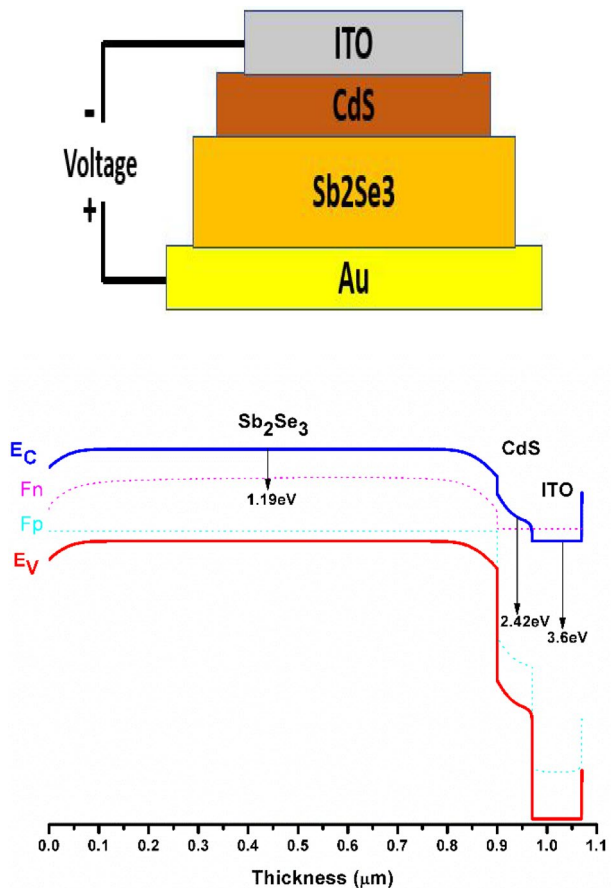 ITO
CdS
-
Voltage
+
Sb2Se3
Au
Sb₂Se₃
E_C
CdS
Fn
ITO
1.19eV
Fp
E_V
2.42eV
3.6eV
0.0 0.1 0.2 0.3 0.4 0.5 0.6 0.7 0.8 0.9 1.0 1.1
Thickness (μm)